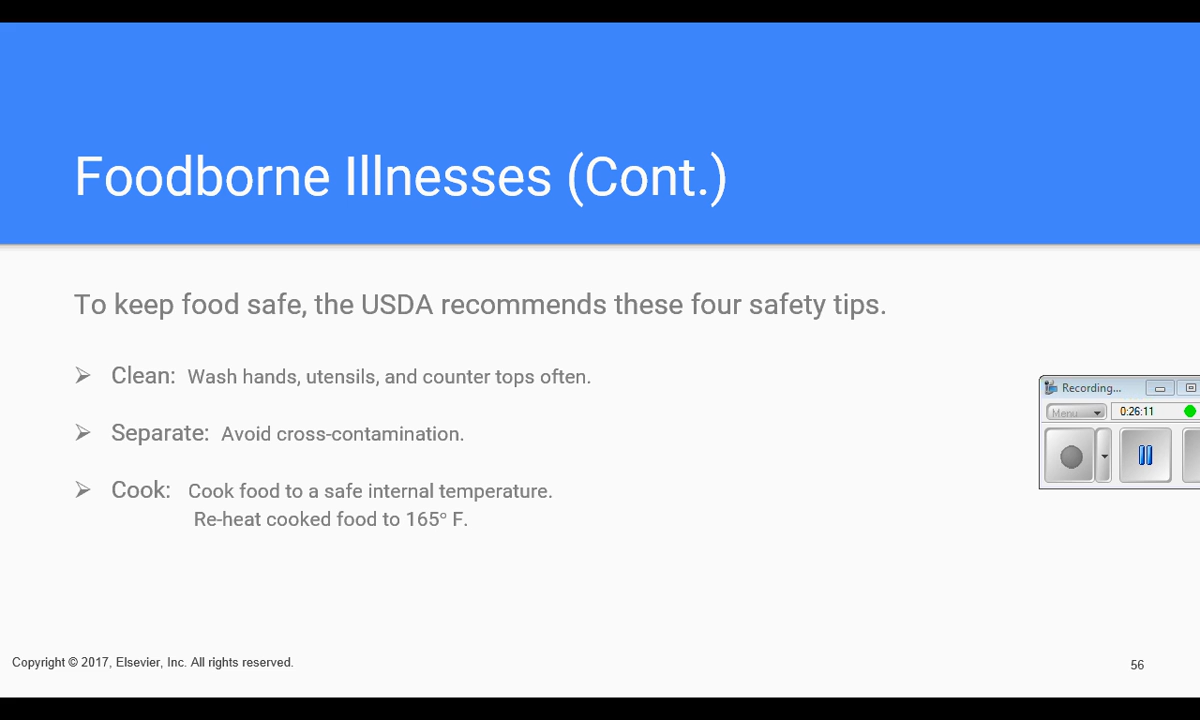 Foodborne Illnesses (Cont.)
To keep food safe, the USDA recommends these four safety tips.
Clean: Wash hands, utensils, and counter tops often.
Separate: Avoid cross-contamination.
Cook: Cook food to a safe internal temperature.
Re-heat cooked food to 165° F.
Recording...
Menu
0:26:11
Copyright © 2017, Elsevier, Inc. All rights reserved.
56